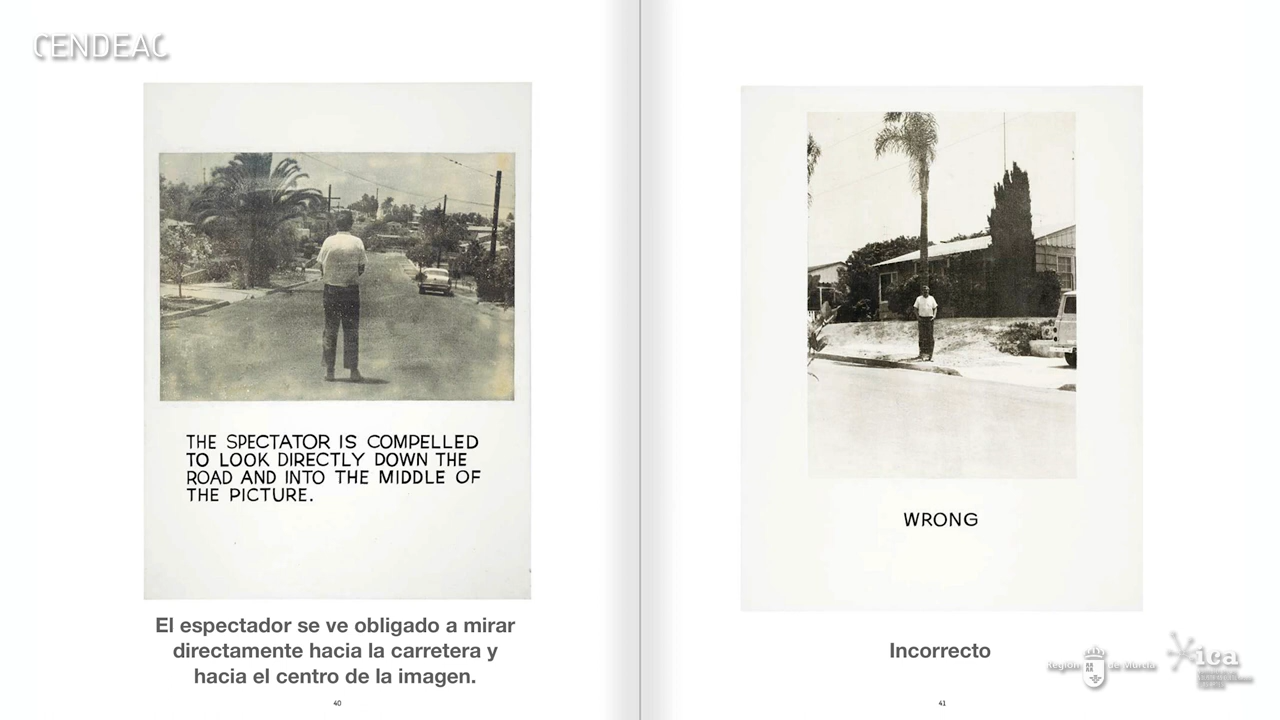 CENDEAC
THE SPECTATOR IS COMPELLED
TO LOOK DIRECTLY DOWN THE
ROAD AND INTO THE MIDDLE OF
THE PICTURE.
El espectador se ve obligado a mirar
directamente hacia la carretera y
hacia el centro de la imagen.
40
WRONG
Incorrecto
41
Región de Murcia
ica